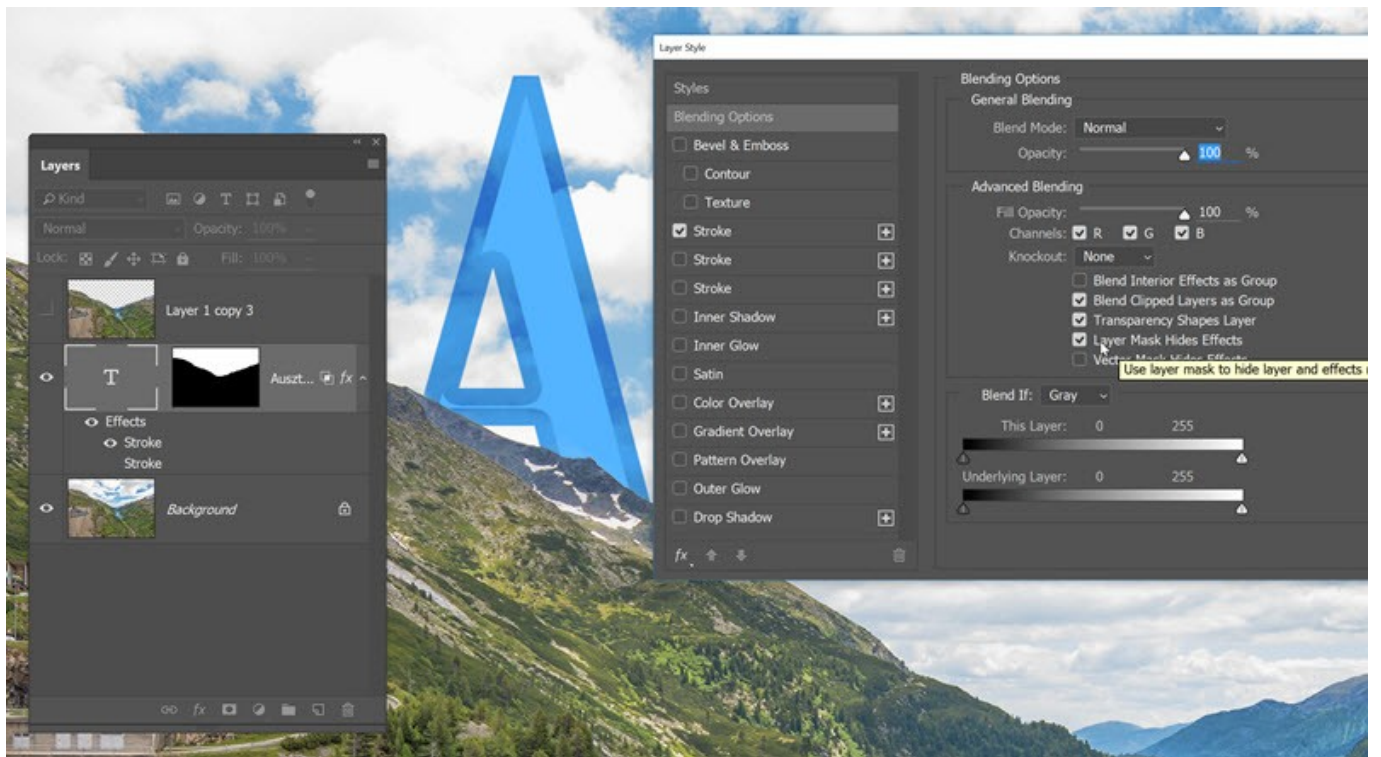 Layers
Kind
Normal Opacity: 100%
Lock: Fill: 100%
Layer 1 copy 3
T Auszt... fx
Effects
Stroke
Stroke
Background
fx
Layer Style
Styles
Blending Options
Bevel & Emboss
Contour
Texture
Stroke
Stroke
Stroke
Inner Shadow
Inner Glow
Satin
Color Overlay
Gradient Overlay
Pattern Overlay
Outer Glow
Drop Shadow
fx
Blending Options
General Blending
Blend Mode: Normal
Opacity: 100 %
Advanced Blending
Fill Opacity: 100 %
Channels: R G B
Knockout: None
Blend Interior Effects as Group
Blend Clipped Layers as Group
Transparency Shapes Layer
Layer Mask Hides Effects
Vector Mask Hides Effects
Use layer mask to hide layer and effects
Blend If: Gray
This Layer: 0 255
Underlying Layer: 0 255
A